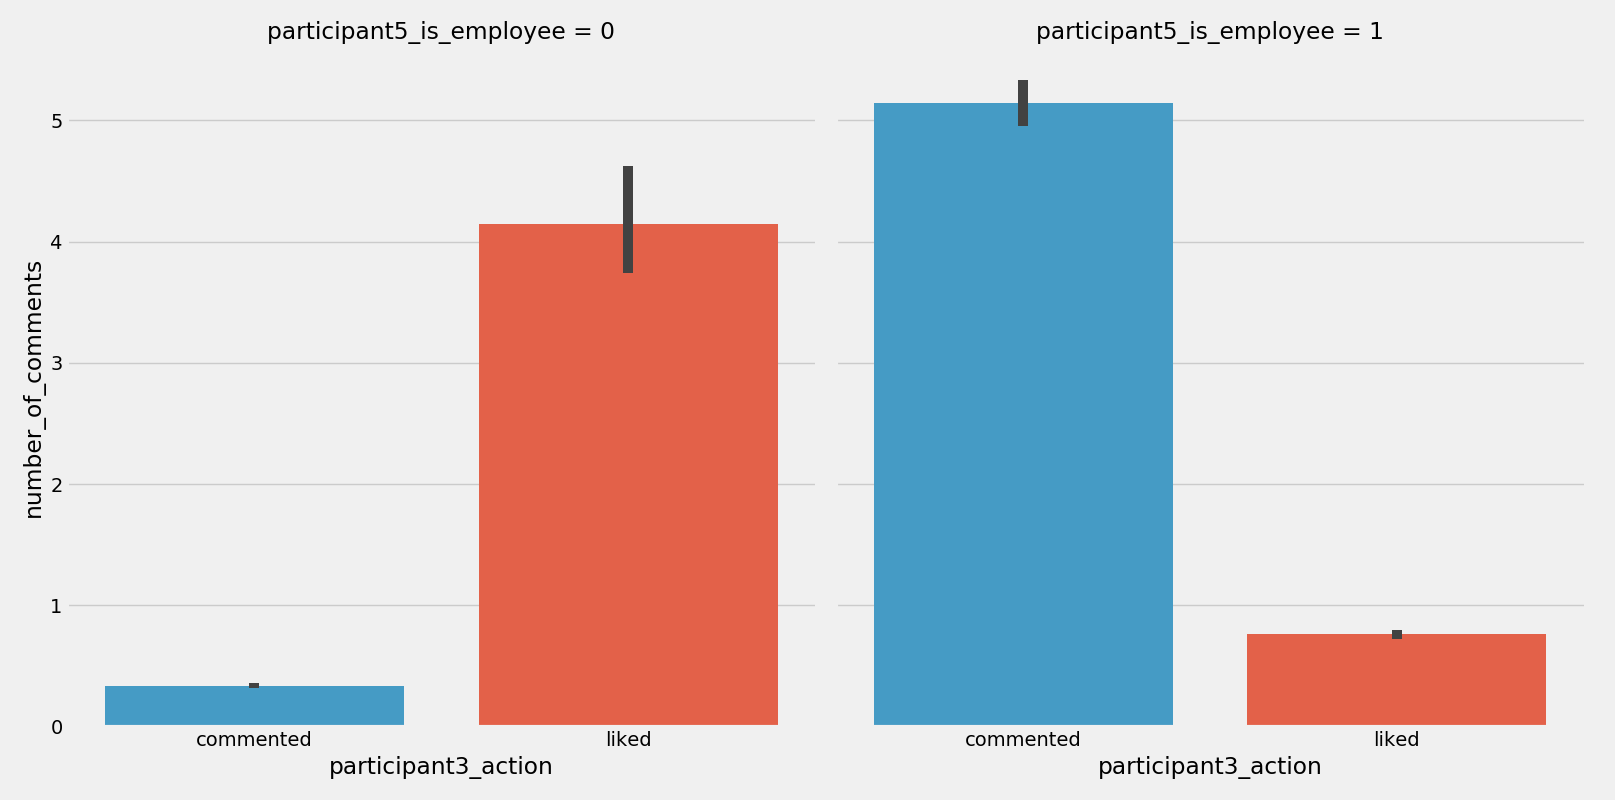 participant5_is_employee = 0
participant5_is_employee = 1
number_of_comments
5
4
3
2
1
0
commented
liked
commented
liked
participant3_action
participant3_action